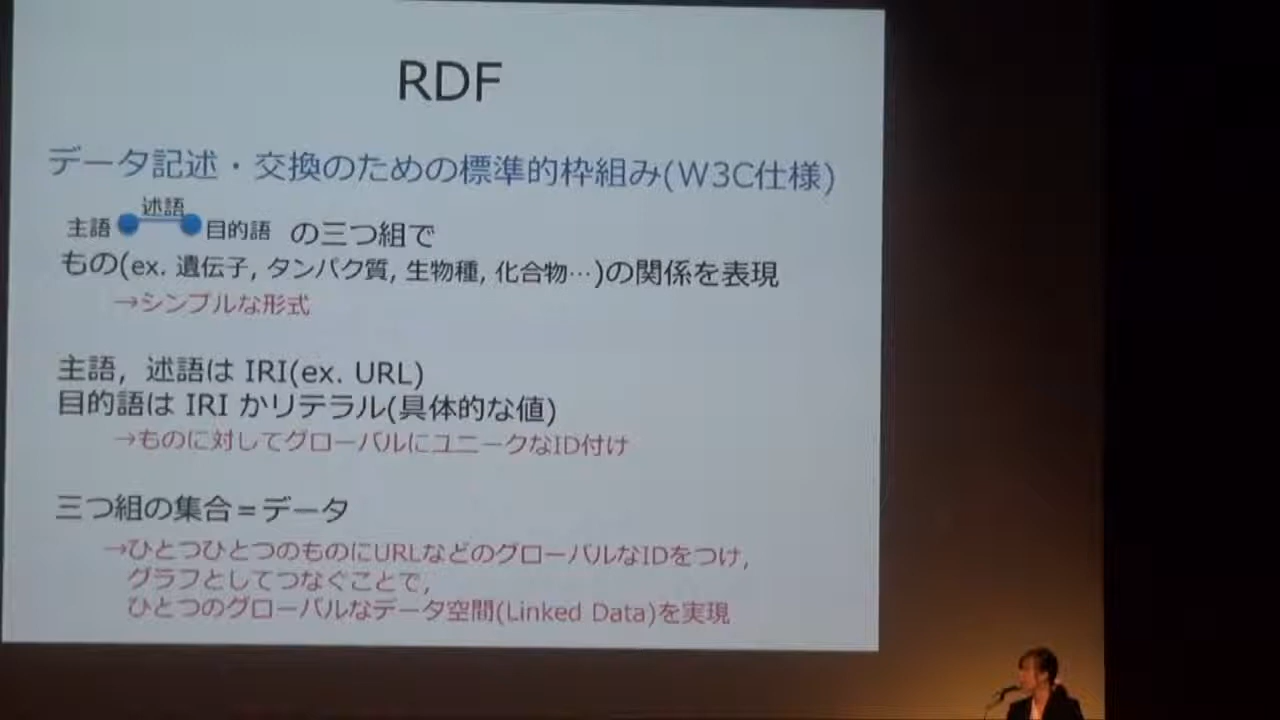 RDF
データ記述・交換のための標準的枠組み(W3C仕様)
述語
主語 目的語 の三つ組で
もの(ex. 遺伝子, タンパク質, 生物種, 化合物…)の関係を表現
→シンプルな形式
主語，述語は IRI(ex. URL)
目的語は IRI かリテラル(具体的な値)
→ものに対してグローバルにユニークなID付け
三つ組の集合＝データ
→ひとつひとつのものにURLなどのグローバルなIDをつけ，
グラフとしてつなぐことで，
ひとつのグローバルなデータ空間(Linked Data)を実現